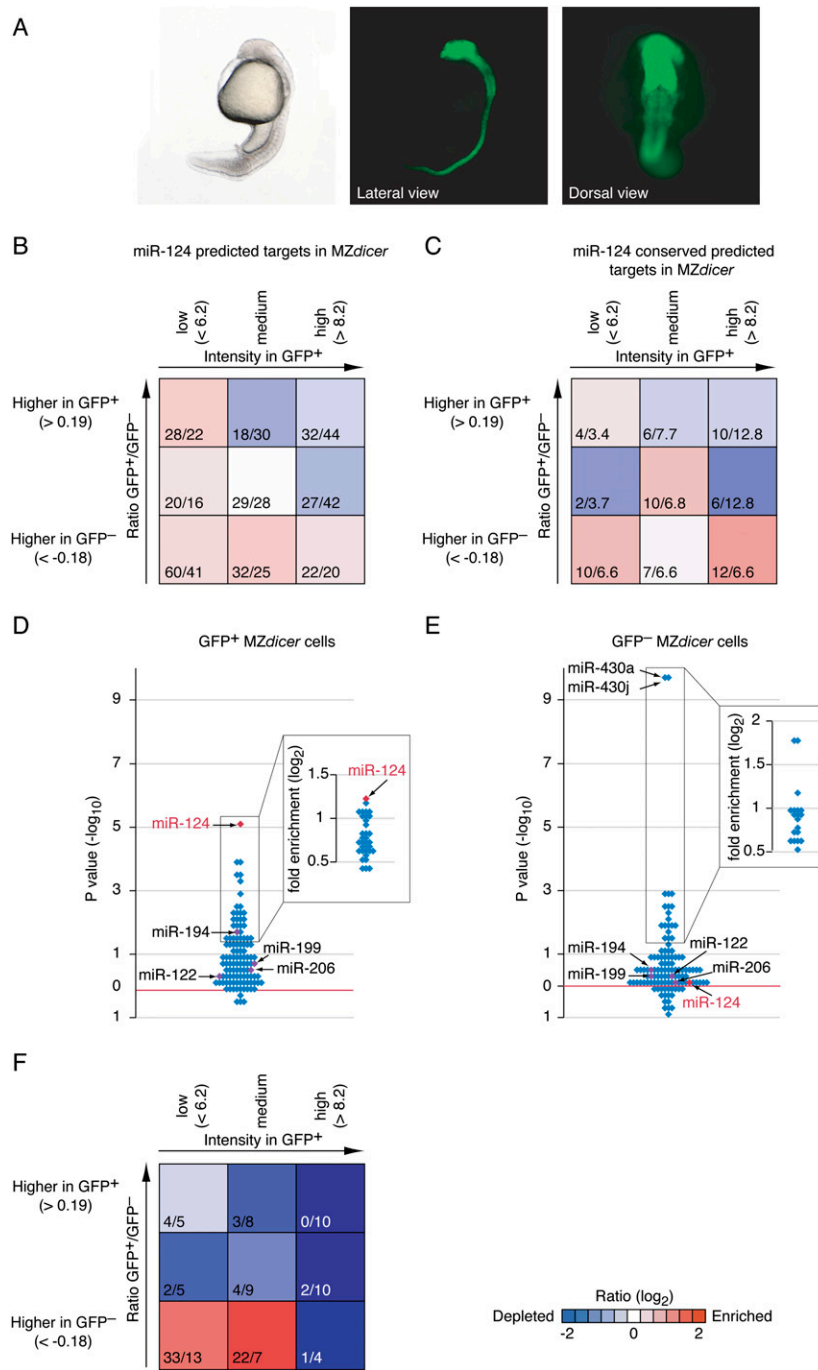 A
Lateral view
Dorsal view
B
miR-124 predicted targets in MZdicer
low
(< 6.2)
medium
high
(> 8.2)
Intensity in GFP+
Higher in GFP+
(> 0.19)
Higher in GFP–
(< -0.18)
Ratio GFP+/GFP–
28/22
18/30
32/44
20/16
29/28
27/42
60/41
32/25
22/20
C
miR-124 conserved predicted
targets in MZdicer
low
(< 6.2)
medium
high
(> 8.2)
Intensity in GFP+
Higher in GFP+
(> 0.19)
Higher in GFP–
(< -0.18)
Ratio GFP+/GFP–
4/3.4
6/7.7
10/12.8
2/3.7
10/6.8
6/12.8
10/6.6
7/6.6
12/6.6
D
GFP+ MZdicer cells
P value (-log10)
9
7
5
3
1
0
1
miR-124
miR-194
miR-199
miR-122
miR-206
fold enrichment (log2)
1.5
1
0.5
miR-124
E
GFP– MZdicer cells
P value (-log10)
9
7
5
3
1
0
1
miR-430a
miR-430j
miR-194
miR-122
miR-199
miR-206
miR-124
fold enrichment (log2)
2
1
0
F
low
(< 6.2)
medium
high
(> 8.2)
Intensity in GFP+
Higher in GFP+
(> 0.19)
Higher in GFP–
(< -0.18)
Ratio GFP+/GFP–
4/5
3/8
0/10
2/5
4/9
2/10
33/13
22/7
1/4
Ratio (log2)
Depleted
Enriched
-2
0
2